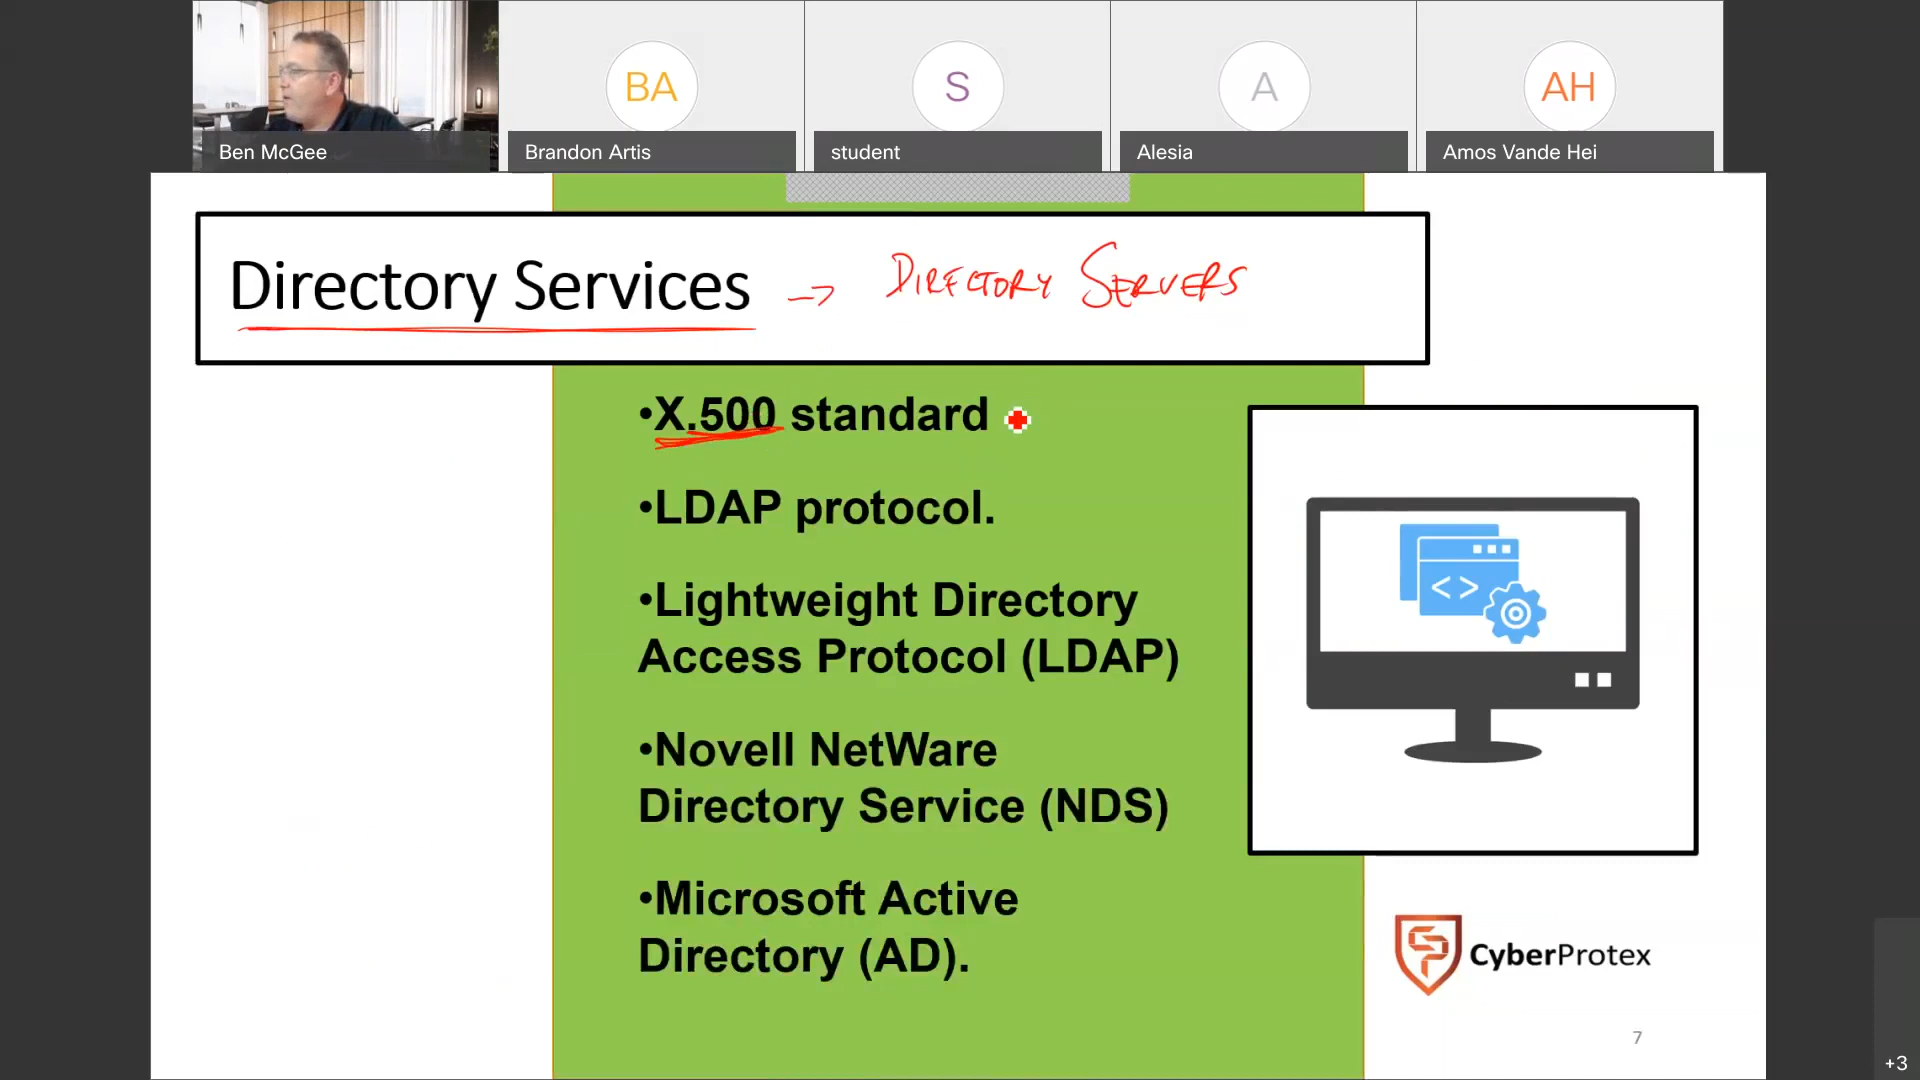 BA
S
A
AH
Ben McGee
Brandon Artis
student
Alesia
Amos Vande Hei
Directory Services → DIRECTORY SERVERS
•X.500 standard
•LDAP protocol.
•Lightweight Directory
Access Protocol (LDAP)
•Novell NetWare
Directory Service (NDS)
•Microsoft Active
Directory (AD).
< >
CyberProtex
7
+3